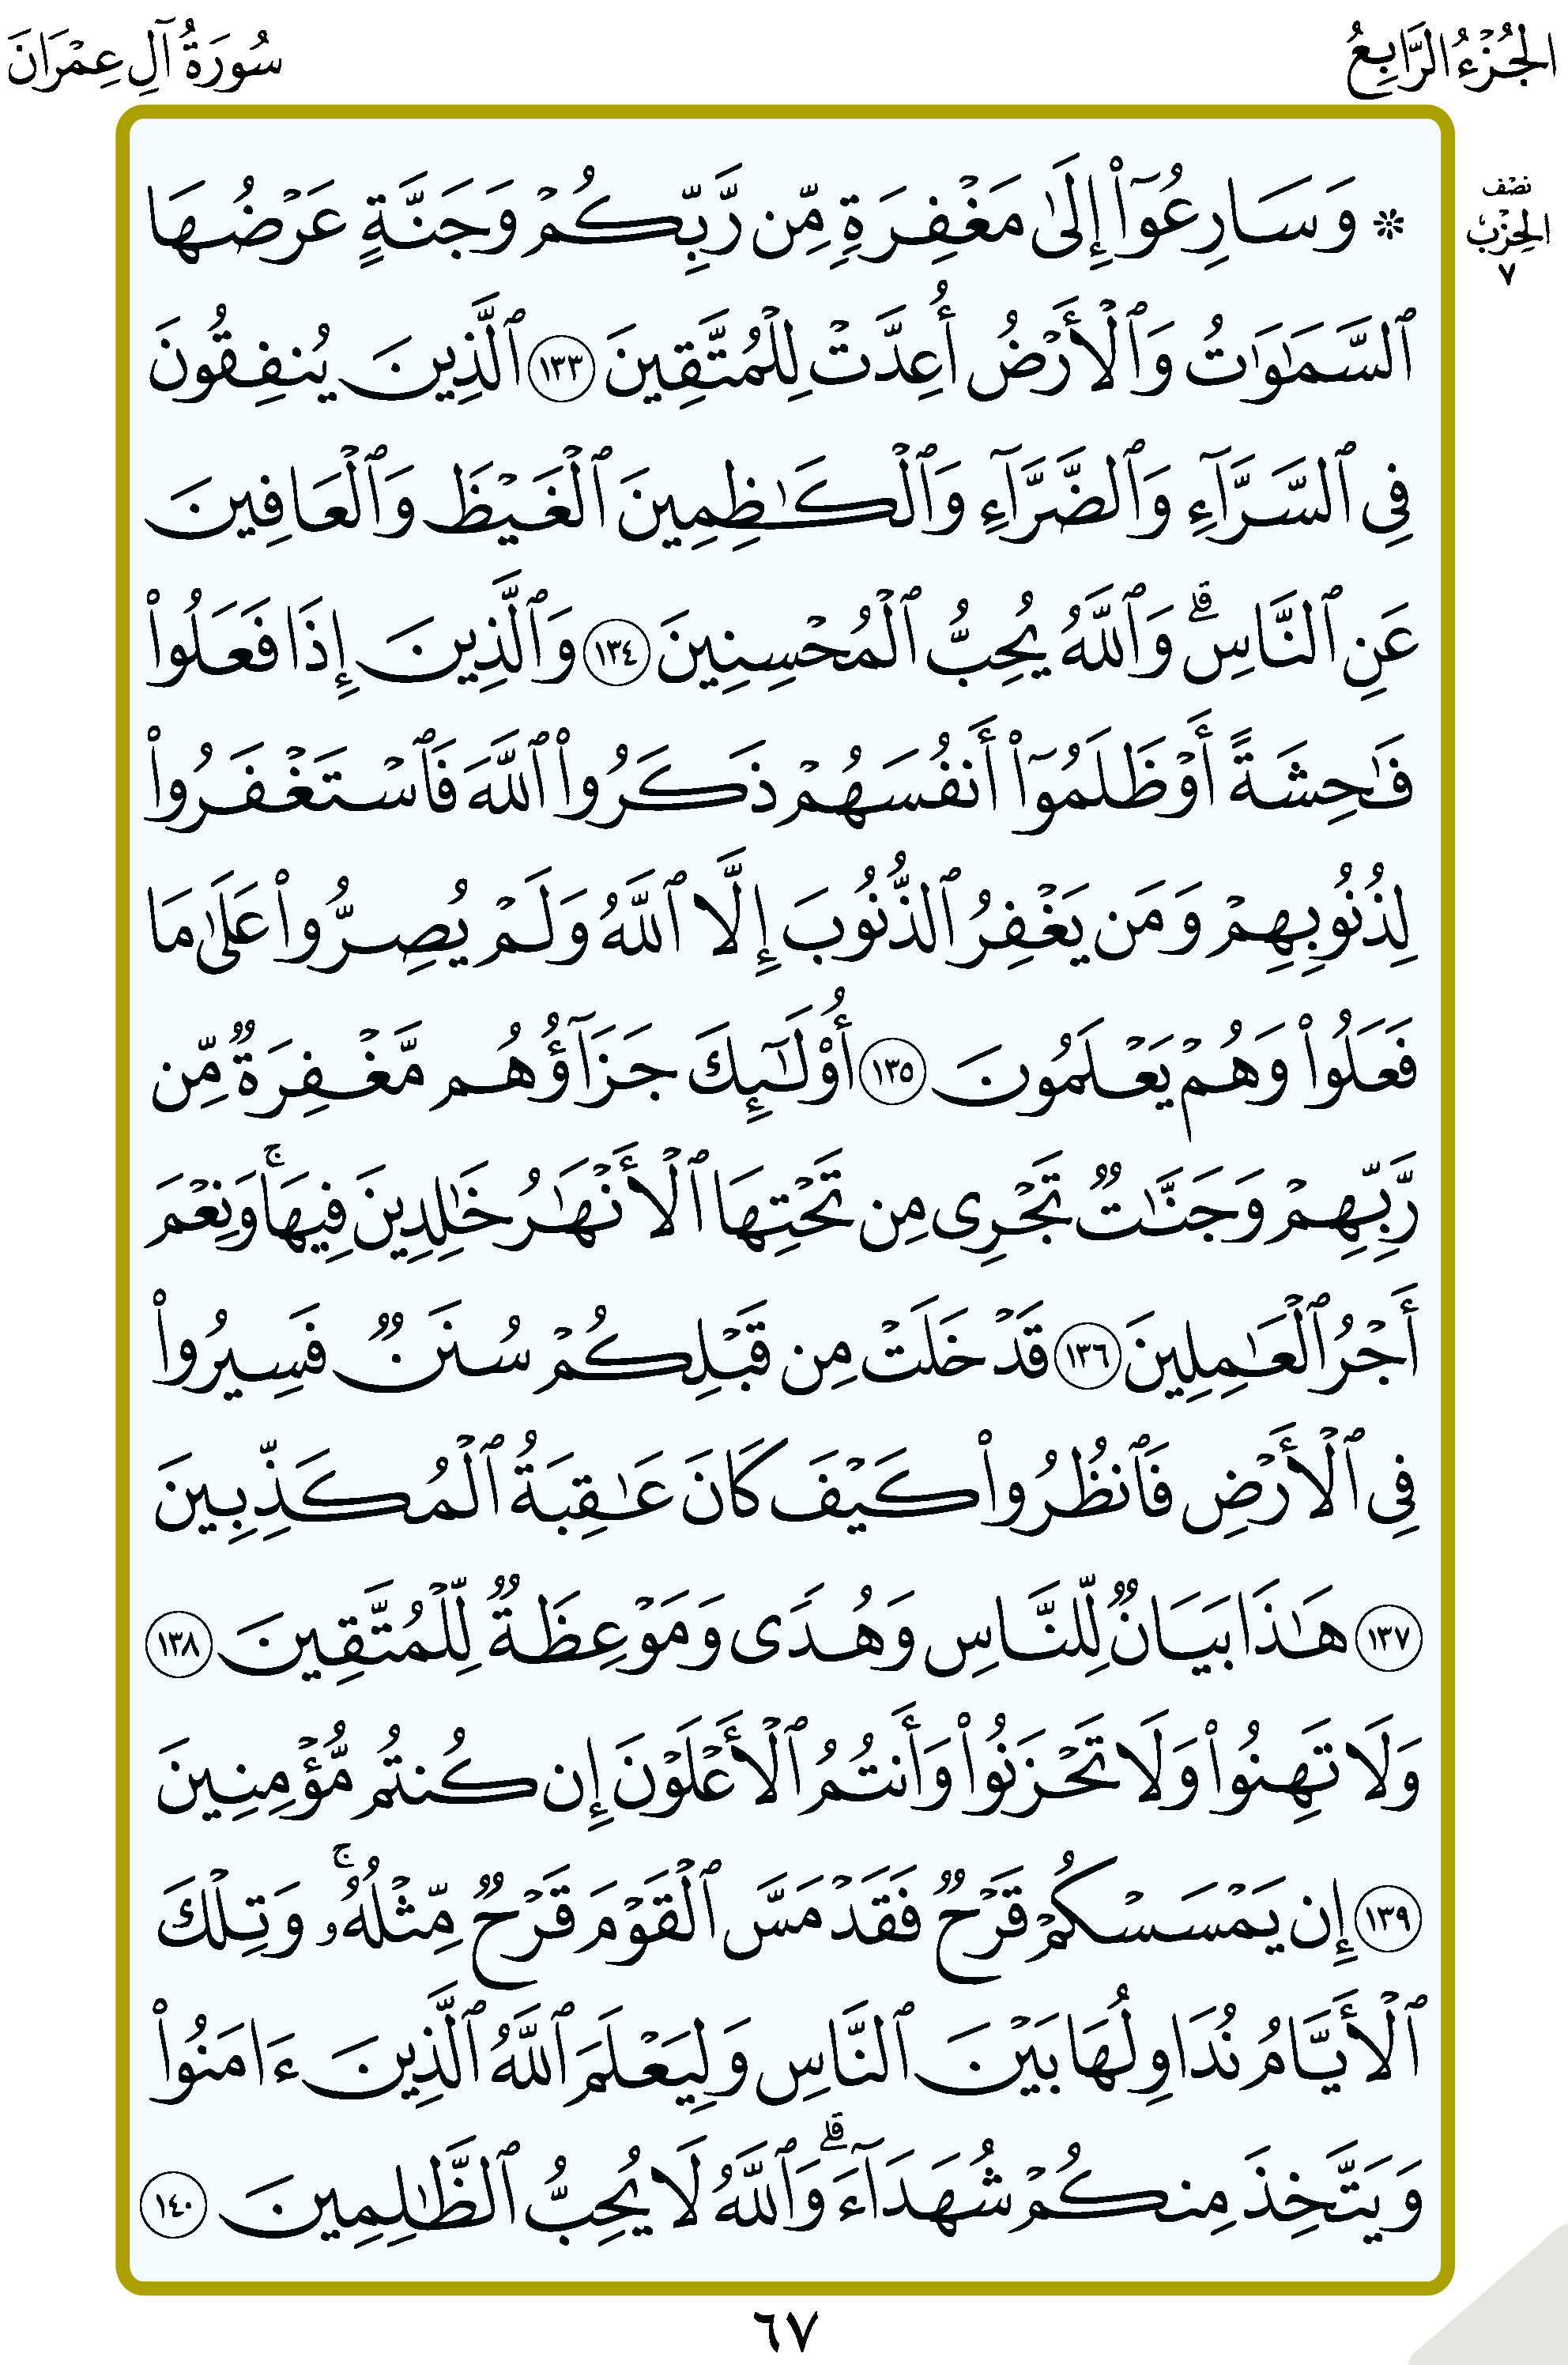 الجُزْءُ الرَّابِعُ
سُورَةُ آلِ عِمْرَانَ
نصف
الحِزْب
٧
* وَسَارِعُوٓا۟ إِلَىٰ مَغْفِرَةٍ مِّن رَّبِّكُمْ وَجَنَّةٍ عَرْضُهَا
ٱلسَّمَـٰوَٰتُ وَٱلْأَرْضُ أُعِدَّتْ لِلْمُتَّقِينَ ١٣٣ ٱلَّذِينَ يُنفِقُونَ
فِى ٱلسَّرَّآءِ وَٱلضَّرَّآءِ وَٱلْكَـٰظِمِينَ ٱلْغَيْظَ وَٱلْعَافِينَ
عَنِ ٱلنَّاسِ ۗ وَٱللَّهُ يُحِبُّ ٱلْمُحْسِنِينَ ١٣٤ وَٱلَّذِينَ إِذَا فَعَلُوا۟
فَـٰحِشَةً أَوْ ظَلَمُوٓا۟ أَنفُسَهُمْ ذَكَرُوا۟ ٱللَّهَ فَٱسْتَغْفَرُوا۟
لِذُنُوبِهِمْ وَمَن يَغْفِرُ ٱلذُّنُوبَ إِلَّا ٱللَّهُ وَلَمْ يُصِرُّوا۟ عَلَىٰ مَا
فَعَلُوا۟ وَهُمْ يَعْلَمُونَ ١٣٥ أُو۟لَـٰٓئِكَ جَزَآؤُهُم مَّغْفِرَةٌ مِّن
رَّبِّهِمْ وَجَنَّـٰتٌ تَجْرِى مِن تَحْتِهَا ٱلْأَنْهَـٰرُ خَـٰلِدِينَ فِيهَا ۚ وَنِعْمَ
أَجْرُ ٱلْعَـٰمِلِينَ ١٣٦ قَدْ خَلَتْ مِن قَبْلِكُمْ سُنَنٌ فَسِيرُوا۟
فِى ٱلْأَرْضِ فَٱنظُرُوا۟ كَيْفَ كَانَ عَـٰقِبَةُ ٱلْمُكَذِّبِينَ
١٣٧ هَـٰذَا بَيَانٌ لِّلنَّاسِ وَهُدًى وَمَوْعِظَةٌ لِّلْمُتَّقِينَ ١٣٨
وَلَا تَهِنُوا۟ وَلَا تَحْزَنُوا۟ وَأَنتُمُ ٱلْأَعْلَوْنَ إِن كُنتُم مُّؤْمِنِينَ
١٣٩ إِن يَمْسَسْكُمْ قَرْحٌ فَقَدْ مَسَّ ٱلْقَوْمَ قَرْحٌ مِّثْلُهُۥ ۚ وَتِلْكَ
ٱلْأَيَّامُ نُدَاوِلُهَا بَيْنَ ٱلنَّاسِ وَلِيَعْلَمَ ٱللَّهُ ٱلَّذِينَ ءَامَنُوا۟
وَيَتَّخِذَ مِنكُمْ شُهَدَآءَ ۗ وَٱللَّهُ لَا يُحِبُّ ٱلظَّـٰلِمِينَ ١٤٠
٦٧